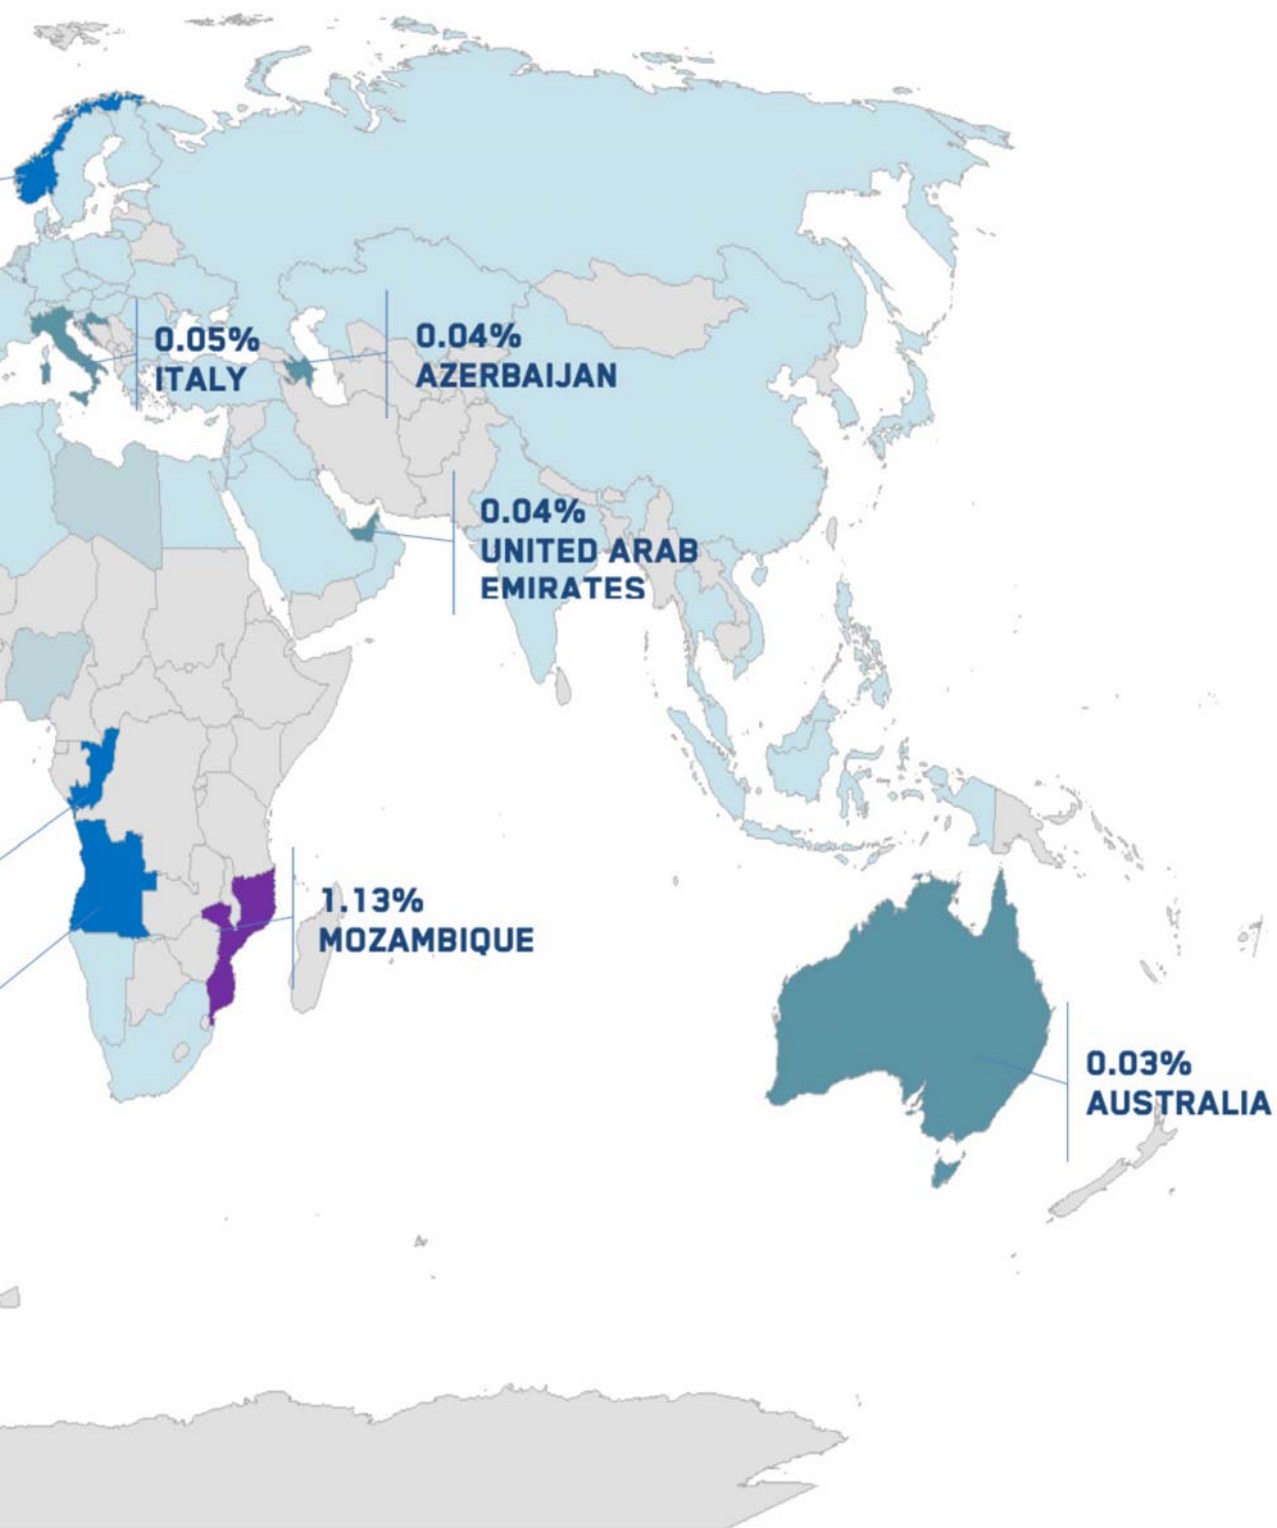 0.05%
ITALY
0.04%
AZERBAIJAN
0.04%
UNITED ARAB
EMIRATES
1.13%
MOZAMBIQUE
0.03%
AUSTRALIA